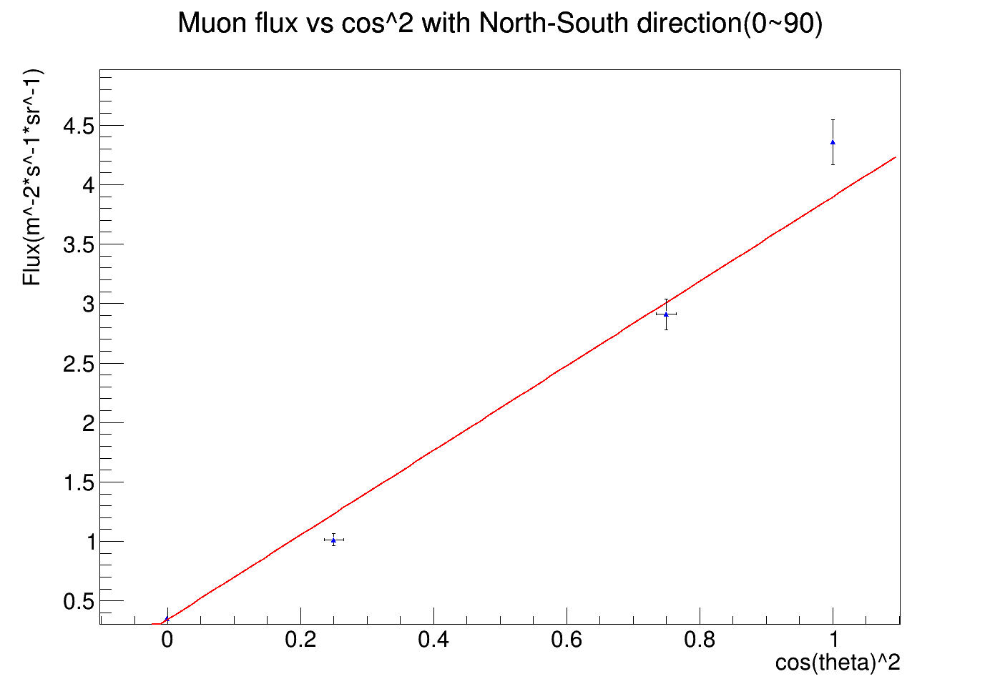 Muon flux vs cos^2 with North-South direction(0~90)
Flux(m^-2*s^-1*sr^-1)
4.5
4
3.5
3
2.5
2
1.5
1
0.5
0 0.2 0.4 0.6 0.8 1
cos(theta)^2